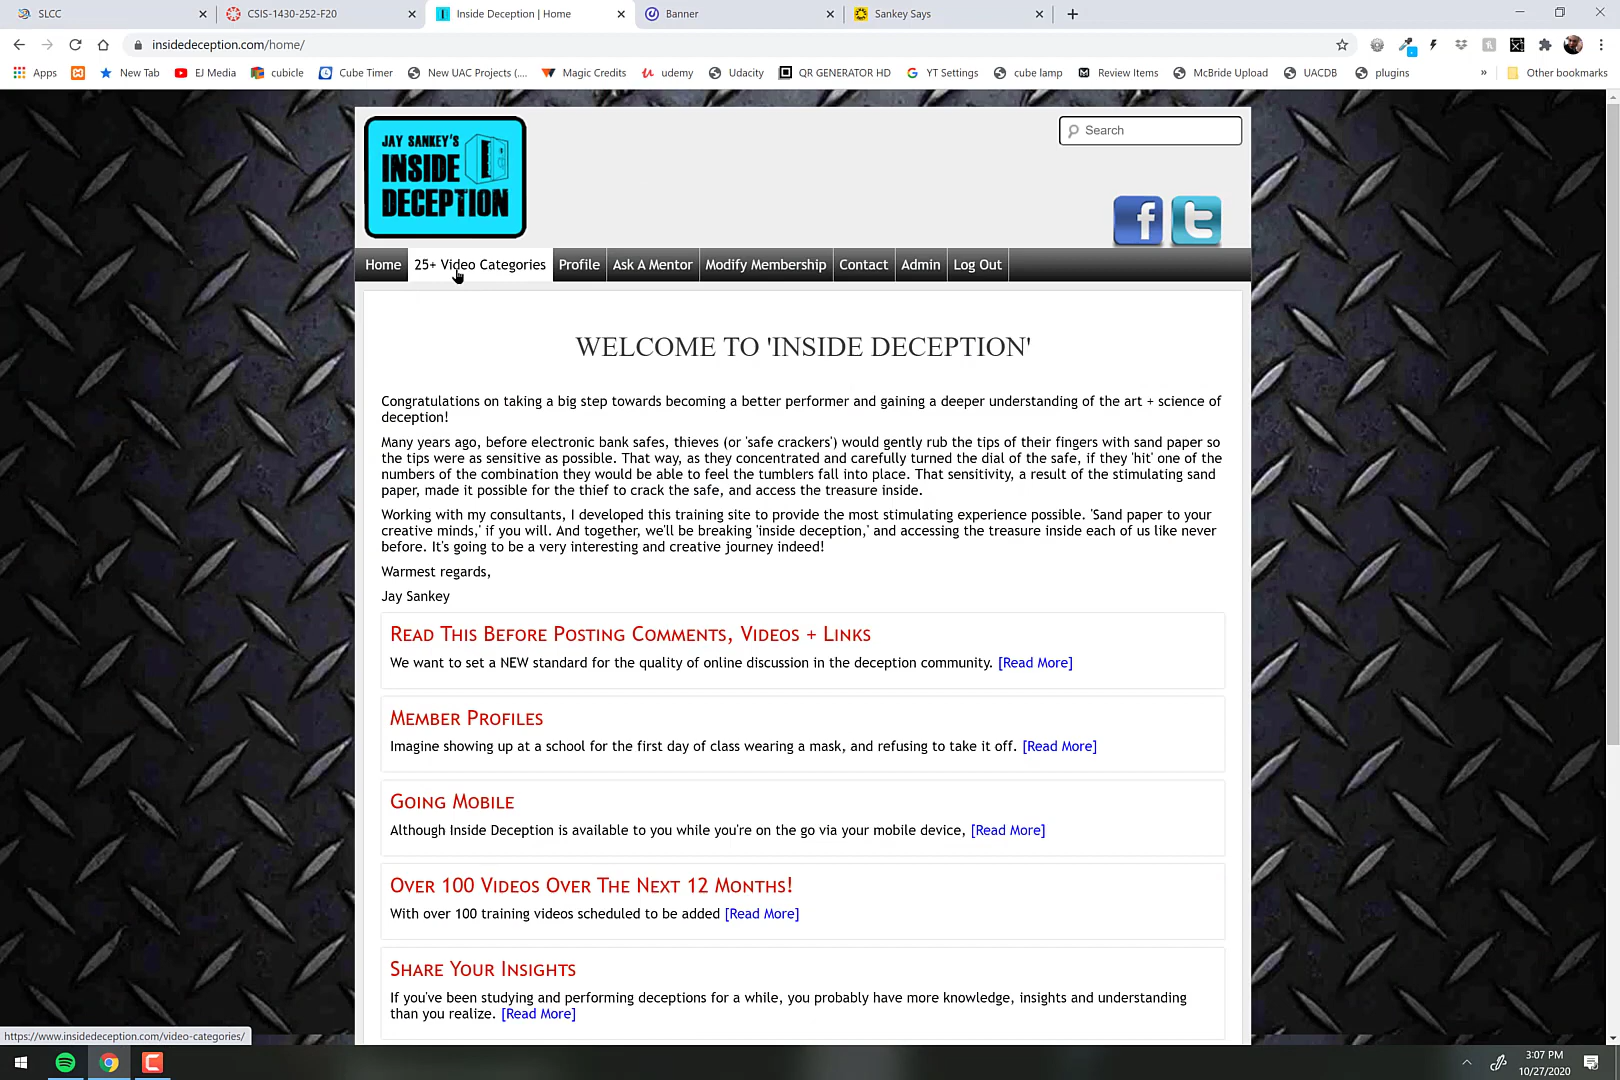 SLCC
CSIS-1430-252-F20
Inside Deception | Home
Banner
Sankey Says
insidedeception.com/home/
Apps
New Tab
EJ Media
cubicle
Cube Timer
New UAC Projects (....
Magic Credits
udemy
Udacity
QR GENERATOR HD
YT Settings
cube lamp
Review Items
McBride Upload
UACDB
plugins
»
Other bookmarks
JAY SANKEY'S
INSIDE
DECEPTION
Search
Home
25+ Video Categories
Profile
Ask A Mentor
Modify Membership
Contact
Admin
Log Out
WELCOME TO 'INSIDE DECEPTION'
Congratulations on taking a big step towards becoming a better performer and gaining a deeper understanding of the art + science of
deception!
Many years ago, before electronic bank safes, thieves (or 'safe crackers') would gently rub the tips of their fingers with sand paper so
the tips were as sensitive as possible. That way, as they concentrated and carefully turned the dial of the safe, if they 'hit' one of the
numbers of the combination they would be able to feel the tumblers fall into place. That sensitivity, a result of the stimulating sand
paper, made it possible for the thief to crack the safe, and access the treasure inside.
Working with my consultants, I developed this training site to provide the most stimulating experience possible. 'Sand paper to your
creative minds,' if you will. And together, we'll be breaking 'inside deception,' and accessing the treasure inside each of us like never
before. It's going to be a very interesting and creative journey indeed!
Warmest regards,
Jay Sankey
Read This Before Posting Comments, Videos + Links
We want to set a NEW standard for the quality of online discussion in the deception community. [Read More]
Member Profiles
Imagine showing up at a school for the first day of class wearing a mask, and refusing to take it off. [Read More]
Going Mobile
Although Inside Deception is available to you while you're on the go via your mobile device, [Read More]
Over 100 Videos Over The Next 12 Months!
With over 100 training videos scheduled to be added [Read More]
Share Your Insights
If you've been studying and performing deceptions for a while, you probably have more knowledge, insights and understanding
than you realize. [Read More]
https://www.insidedeception.com/video-categories/
3:07 PM
10/27/2020